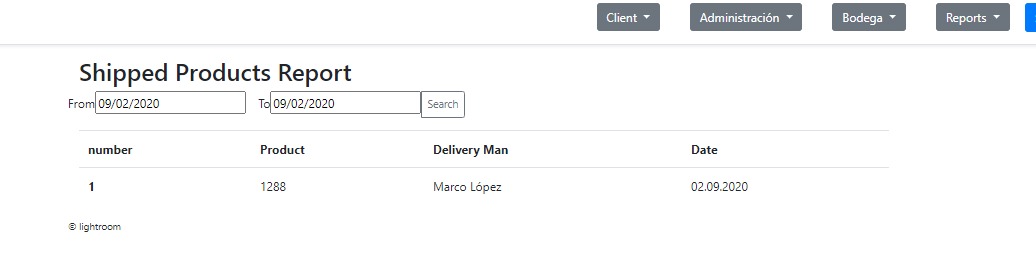 Client Administración Bodega Reports
Shipped Products Report
From 09/02/2020 To 09/02/2020 Search
number Product Delivery Man Date
1 1288 Marco López 02.09.2020
© lightroom